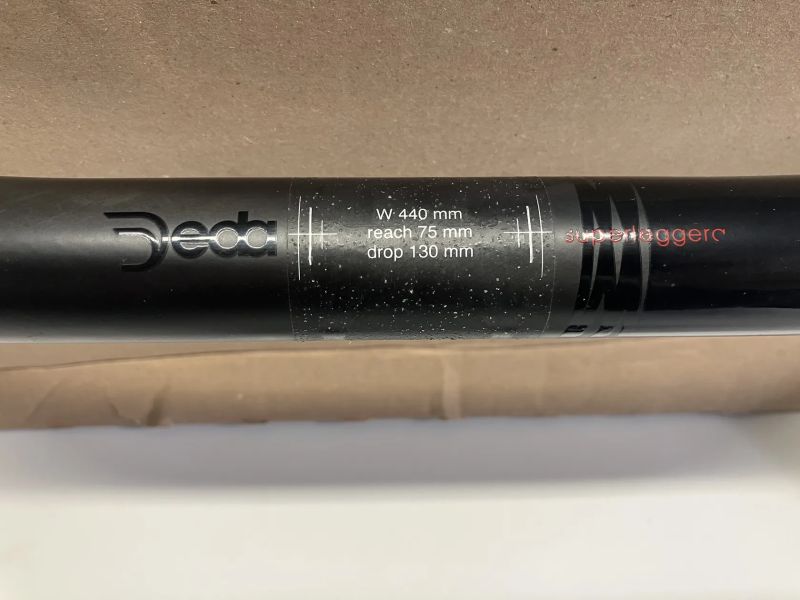 Deda
W 440 mm
reach 75 mm
drop 130 mm
superleggero